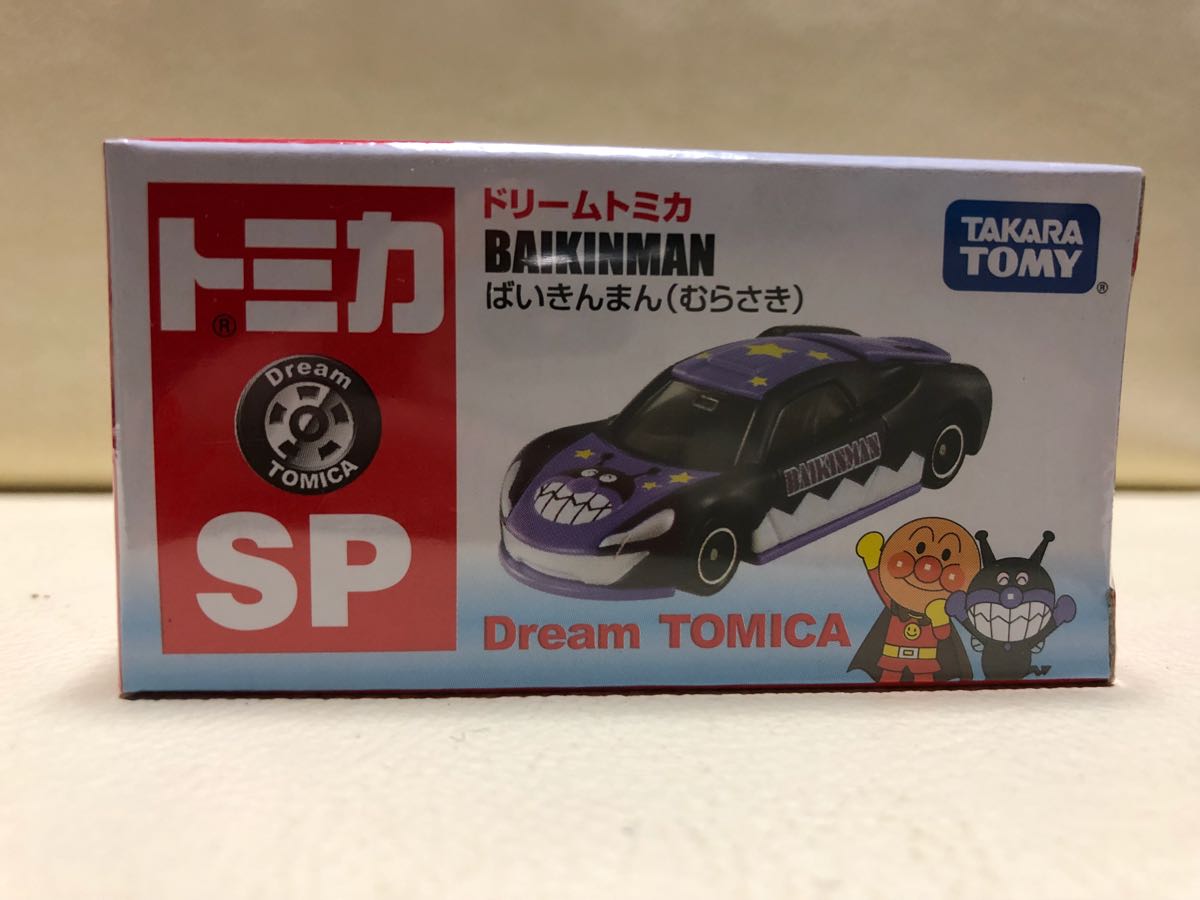 トミカ
®
Dream
TOMICA
SP
ドリームトミカ
BAIKINMAN
ばいきんまん(むらさき)
TAKARA
TOMY
®
BAIKINMAN
Dream TOMICA